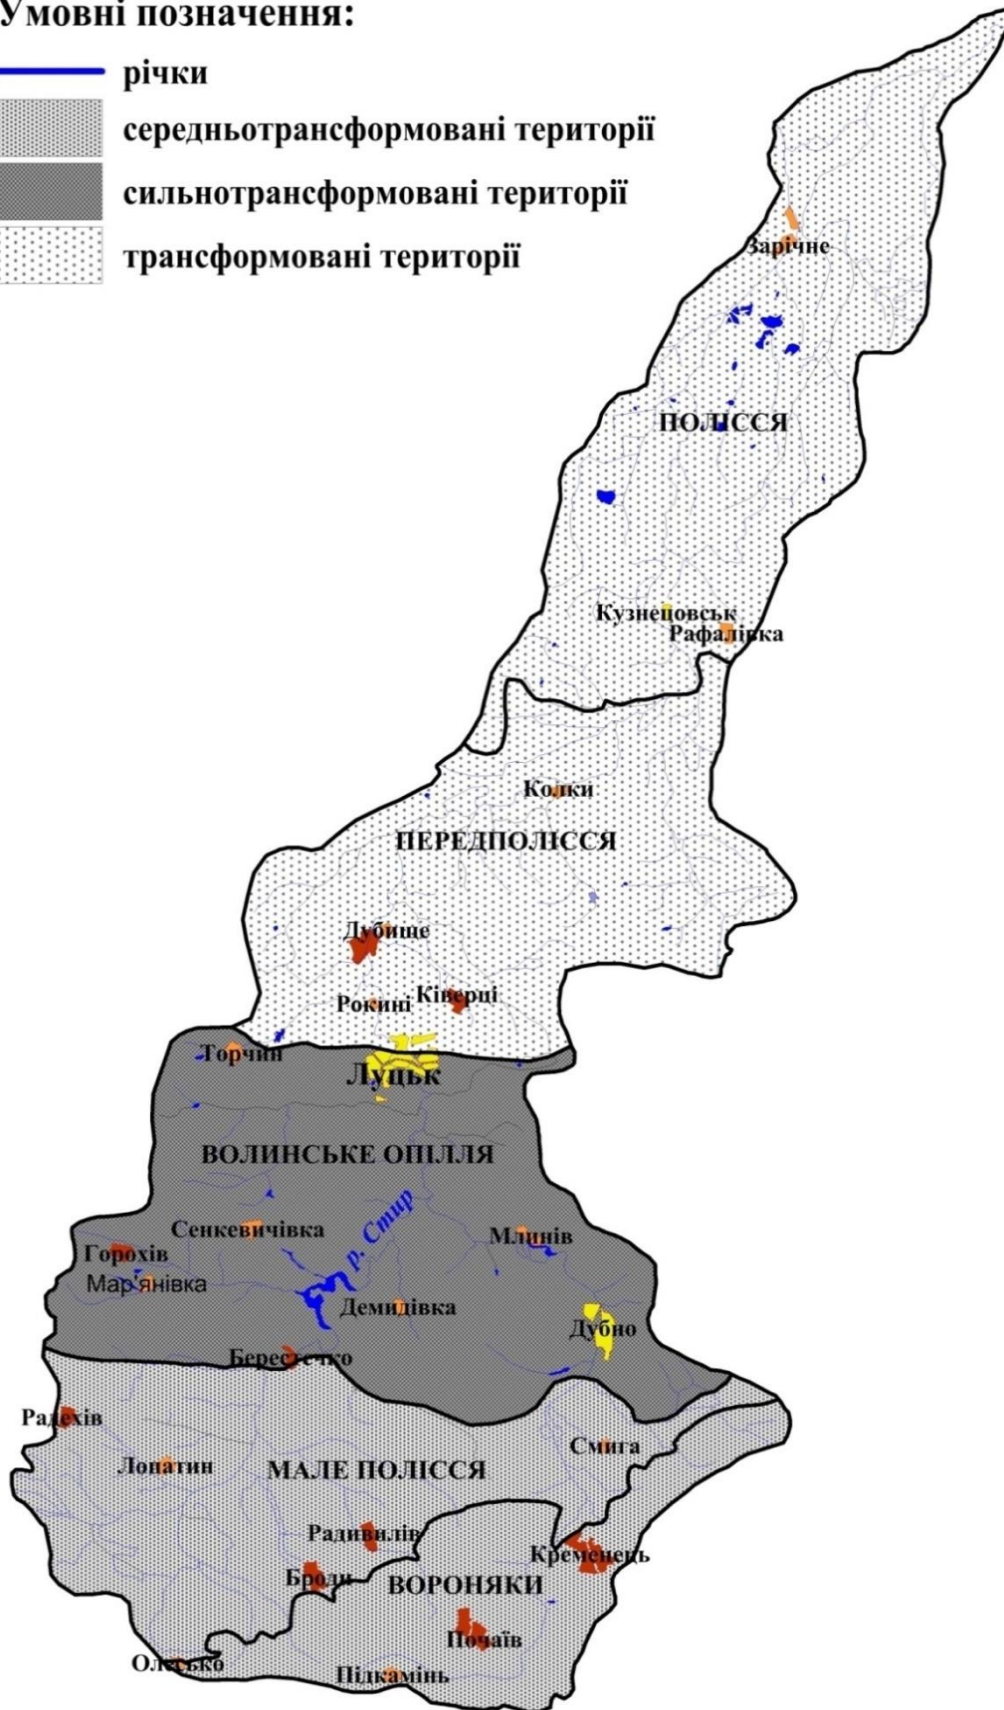 Умовні позначення:
річки
середньотрансформовані території
сильнотрансформовані території
трансформовані території
Зарічне
ПОЛІССЯ
Кузнецовськ
Рафалівка
Колки
ПЕРЕДПОЛІССЯ
Дубище
Рокині
Ківерці
Торчин
Луцьк
ВОЛИНСЬКЕ ОПІЛЛЯ
р. Стир
Сенкевичівка
Млинів
Горохів
Мар'янівка
Демидівка
Дубно
Берестечко
Радехів
Смига
Лопатин
МАЛЕ ПОЛІССЯ
Радивилів
Кременець
Броди
ВОРОНЯКИ
Почаїв
Олесько
Підкамінь